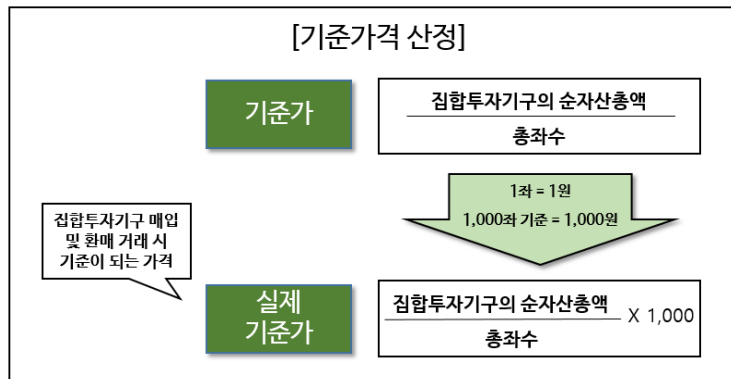 [기준가격 산정]
기준가
집합투자기구의 순자산총액
총좌수
1좌 = 1원
1,000좌 기준 = 1,000원
집합투자기구 매입
및 환매 거래 시
기준이 되는 가격
실제
기준가
집합투자기구의 순자산총액
총좌수
X 1,000